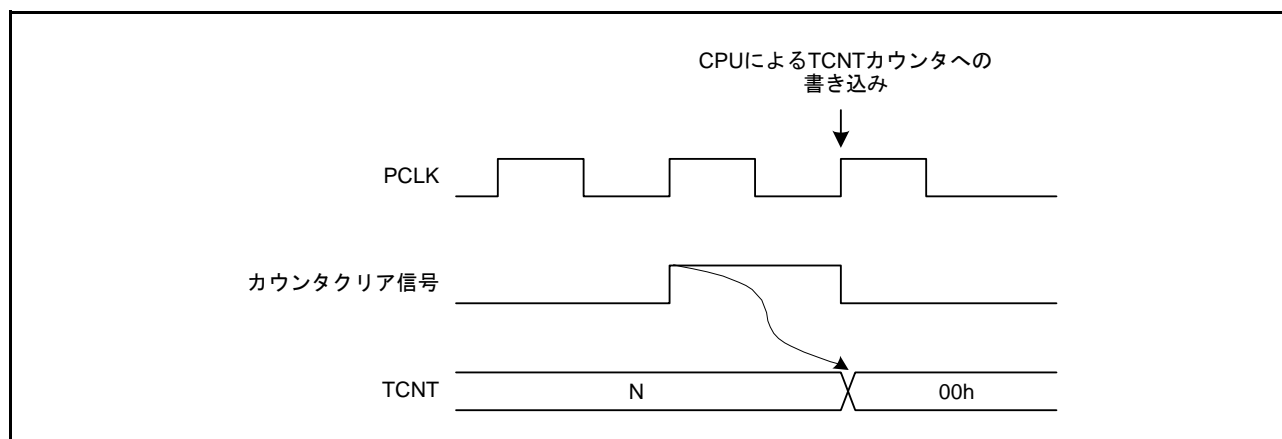 CPUによるTCNTカウンタへの
書き込み
PCLK
カウンタクリア信号
TCNT
N
00h